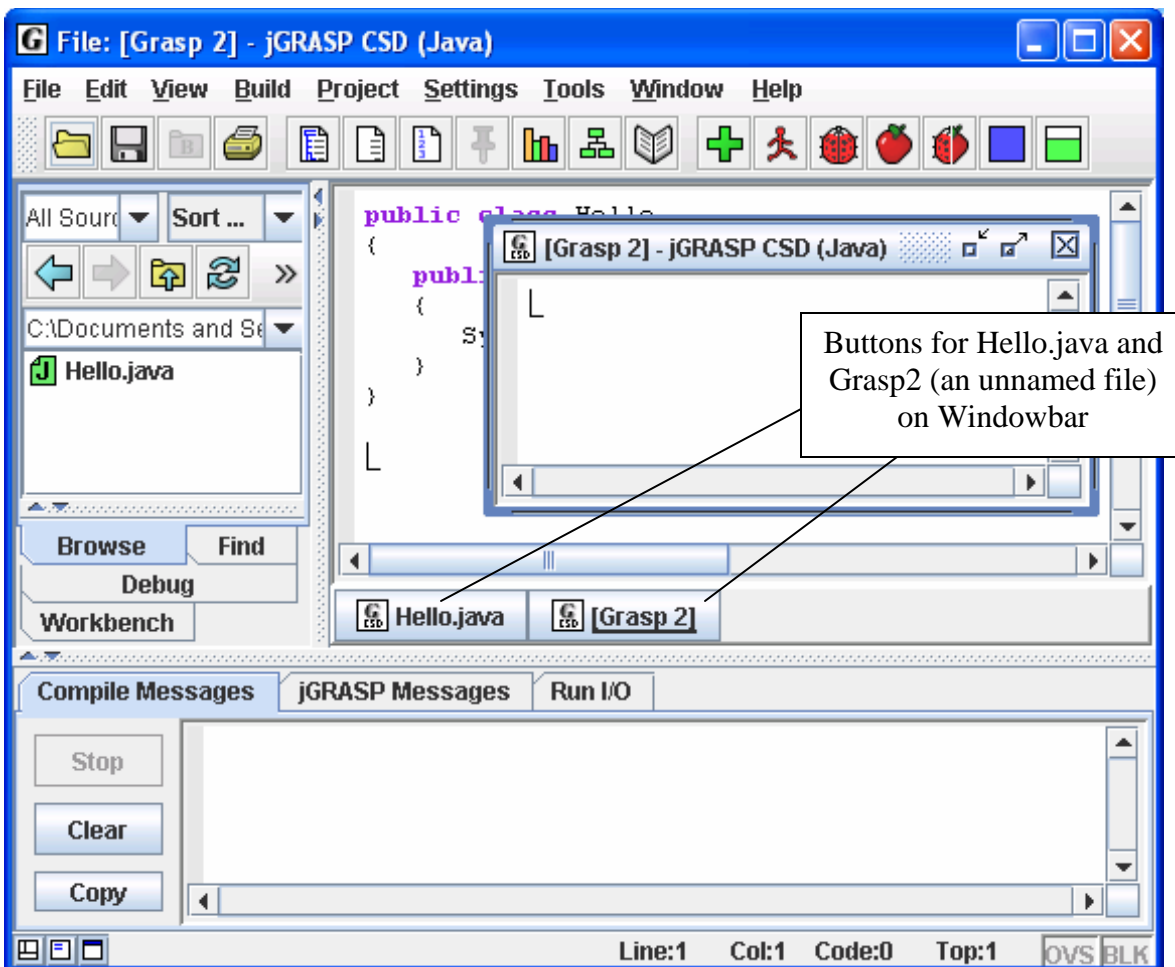 File: [Grasp 2] - jGRASP CSD (Java)
File Edit View Build Project Settings Tools Window Help
All Sourc Sort ...
»
C:\Documents and Se
Hello.java
Browse Find
Debug
Workbench
public class Hello
{
publi
{
Sy
}
}
[Grasp 2] - jGRASP CSD (Java)
Buttons for Hello.java and
Grasp2 (an unnamed file)
on Windowbar
Hello.java [Grasp 2]
Compile Messages jGRASP Messages Run I/O
Stop
Clear
Copy
Line:1 Col:1 Code:0 Top:1 OVS BLK